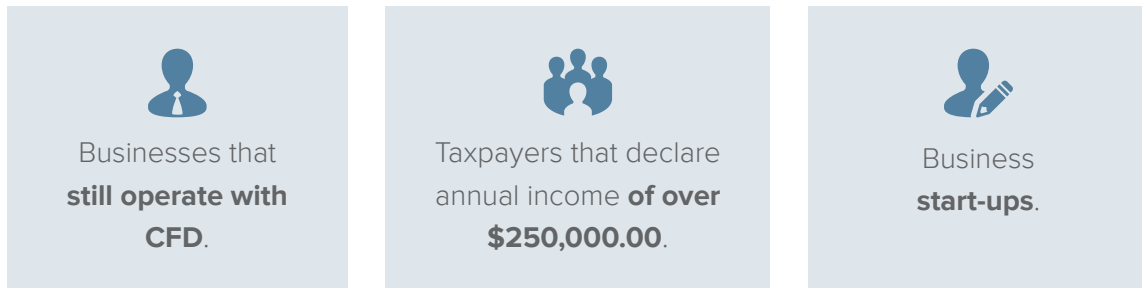 Businesses that
still operate with
CFD.
Taxpayers that declare
annual income of over
$250,000.00.
Business
start-ups.